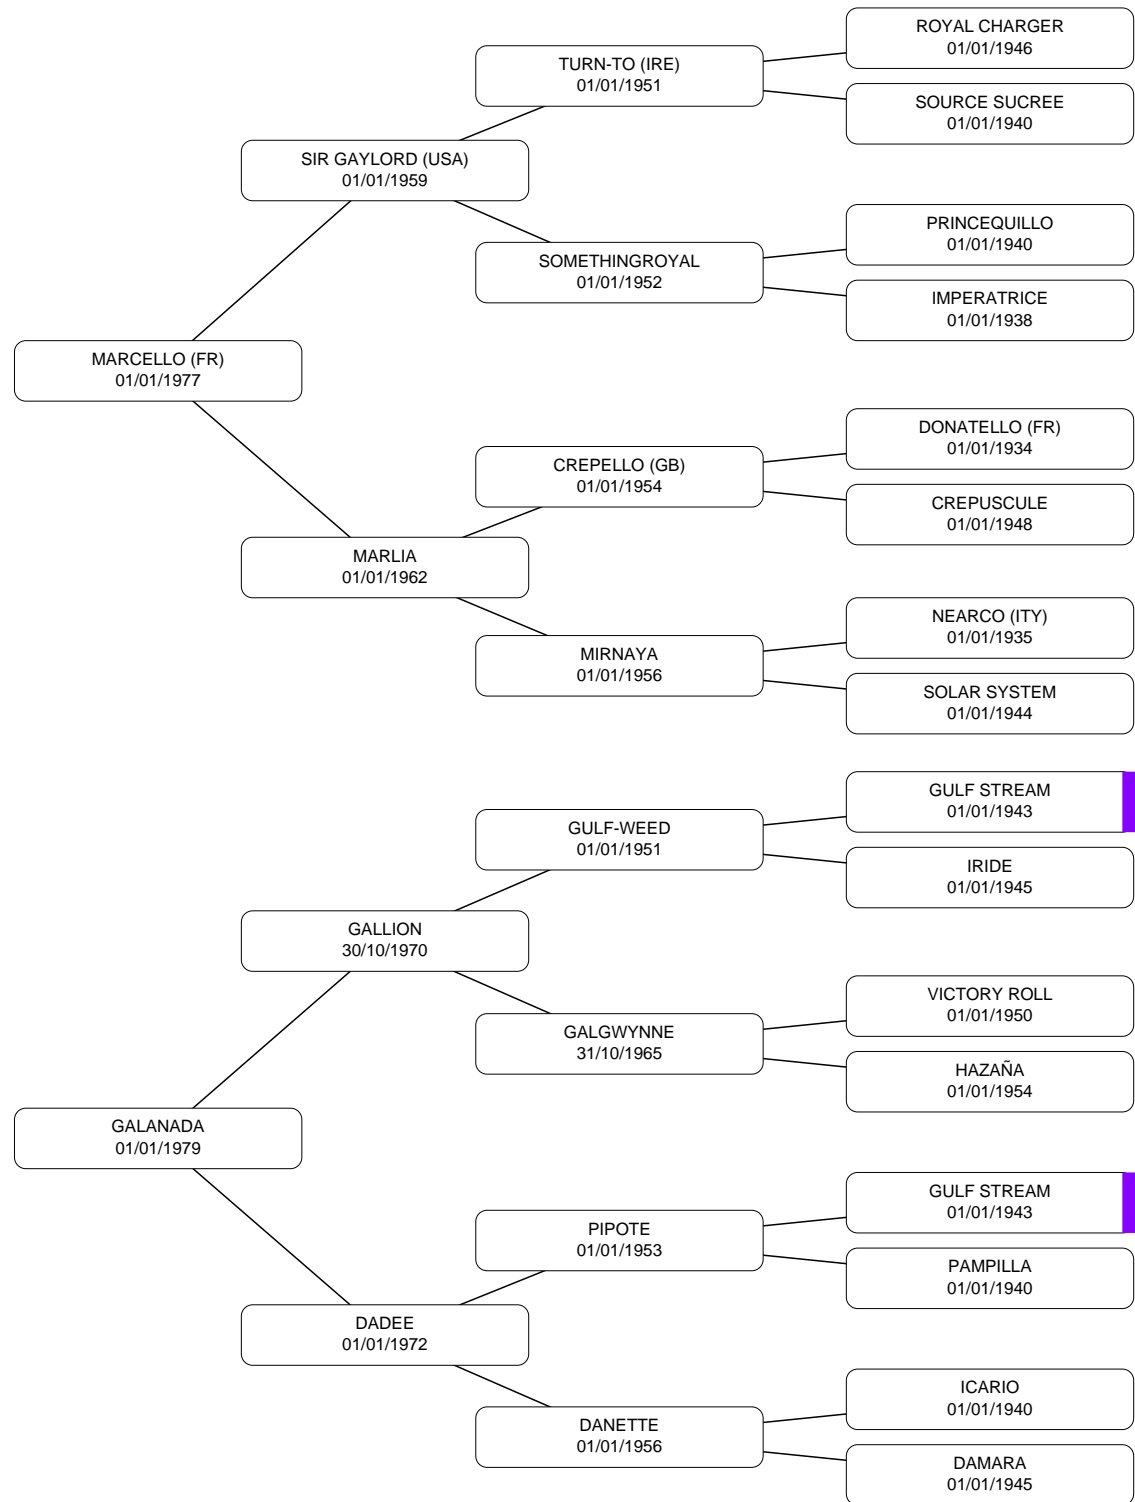 ROYAL CHARGER
01/01/1946
TURN-TO (IRE)
01/01/1951
SOURCE SUCREE
01/01/1940
SIR GAYLORD (USA)
01/01/1959
PRINCEQUILLO
01/01/1940
SOMETHINGROYAL
01/01/1952
IMPERATRICE
01/01/1938
MARCELLO (FR)
01/01/1977
DONATELLO (FR)
01/01/1934
CREPELLO (GB)
01/01/1954
CREPUSCULE
01/01/1948
MARLIA
01/01/1962
NEARCO (ITY)
01/01/1935
MIRNAYA
01/01/1956
SOLAR SYSTEM
01/01/1944
GULF STREAM
01/01/1943
GULF-WEED
01/01/1951
IRIDE
01/01/1945
GALLION
30/10/1970
VICTORY ROLL
01/01/1950
GALGWYNNE
31/10/1965
HAZAÑA
01/01/1954
GALANADA
01/01/1979
GULF STREAM
01/01/1943
PIPOTE
01/01/1953
PAMPILLA
01/01/1940
DADEE
01/01/1972
ICARIO
01/01/1940
DANETTE
01/01/1956
DAMARA
01/01/1945